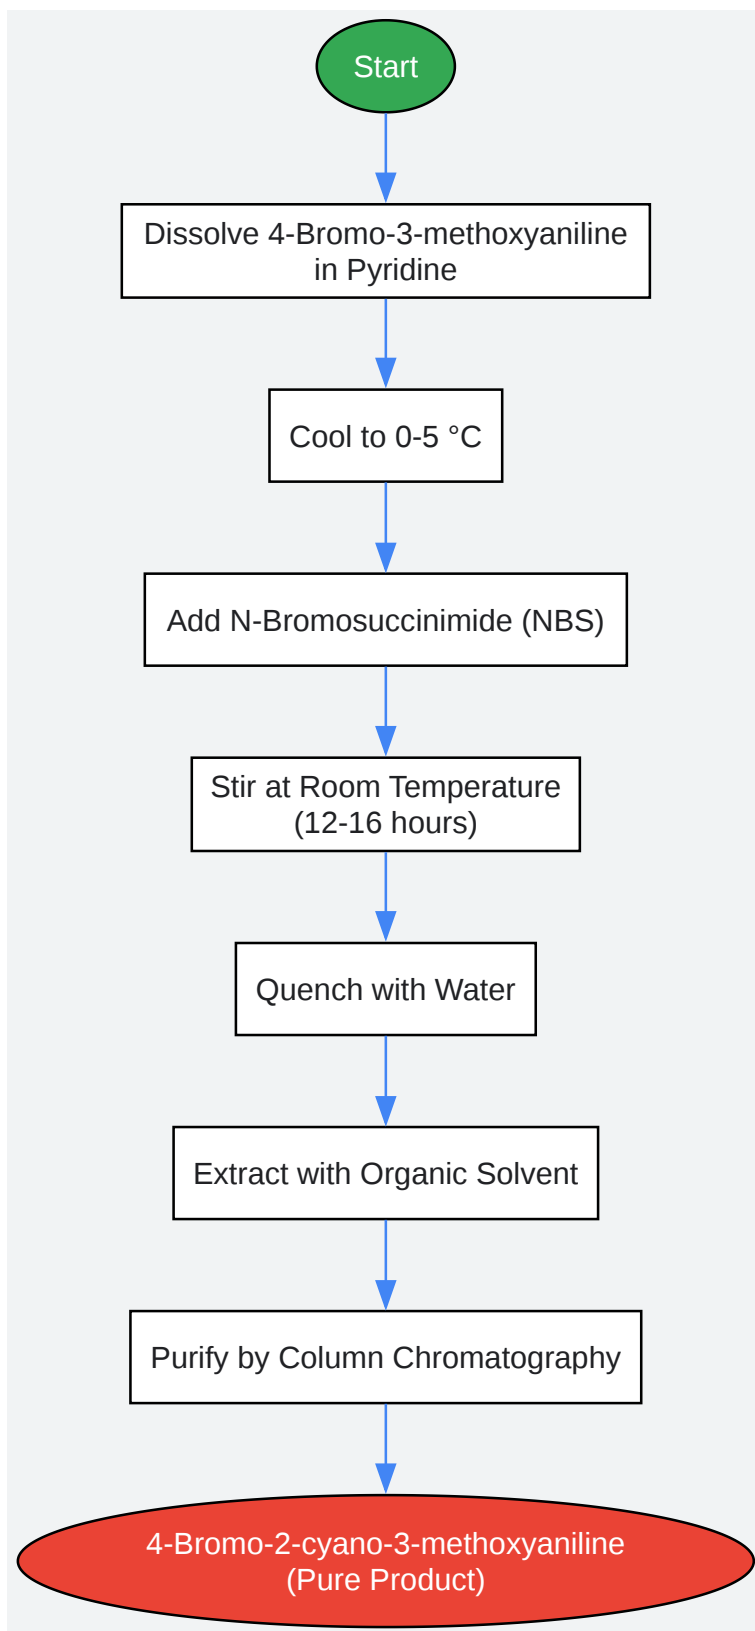 Start
Dissolve 4-Bromo-3-methoxyaniline
in Pyridine
Cool to 0-5 °C
Add N-Bromosuccinimide (NBS)
Stir at Room Temperature
(12-16 hours)
Quench with Water
Extract with Organic Solvent
Purify by Column Chromatography
4-Bromo-2-cyano-3-methoxyaniline
(Pure Product)